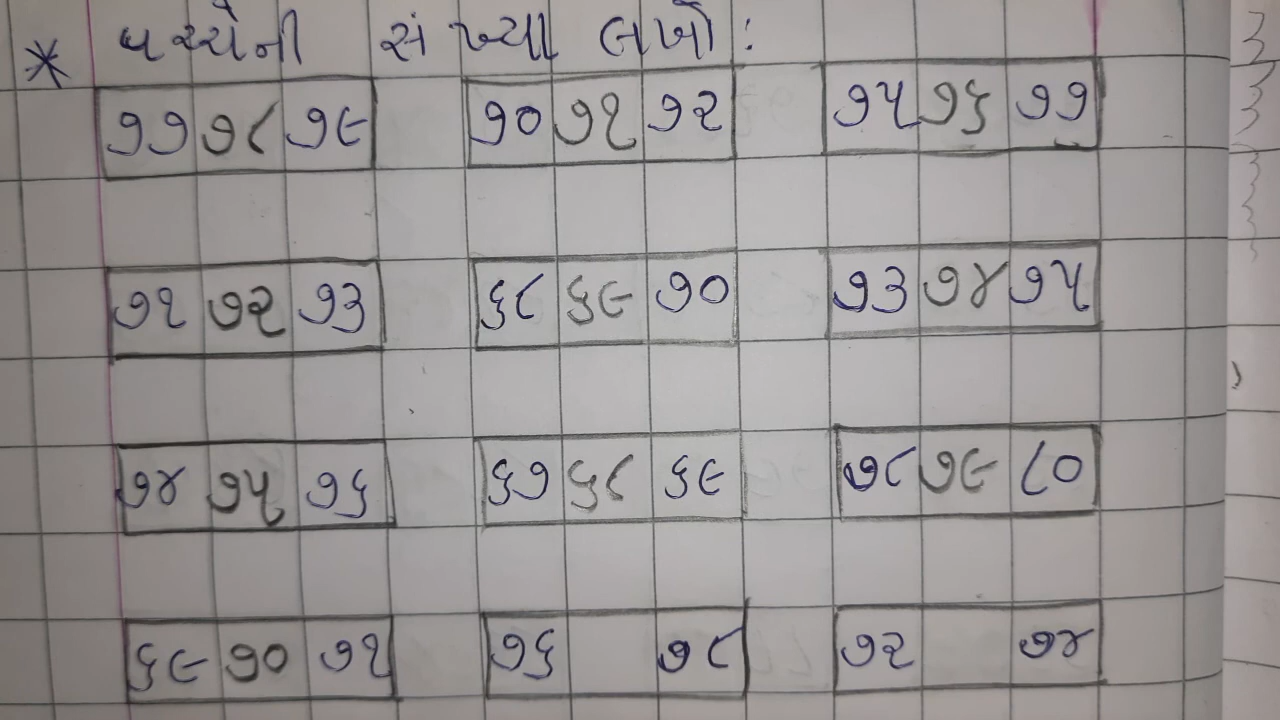 * વચ્ચેની સંખ્યા લખો :
૭૭ ૭૮ ૭૯ ૭૦ ૭૧ ૭૨ ૭૫ ૭૬ ૭૭
૭૧ ૭૨ ૭૩ ૬૮ ૬૯ ૭૦ ૭૩ ૭૪ ૭૫
૭૪ ૭૫ ૭૬ ૬૭ ૬૮ ૬૯ ૭૮ ૭૯ ૮૦
૬૯ ૭૦ ૭૧ ૭૬ ૭૮ ૭૨ ૭૪